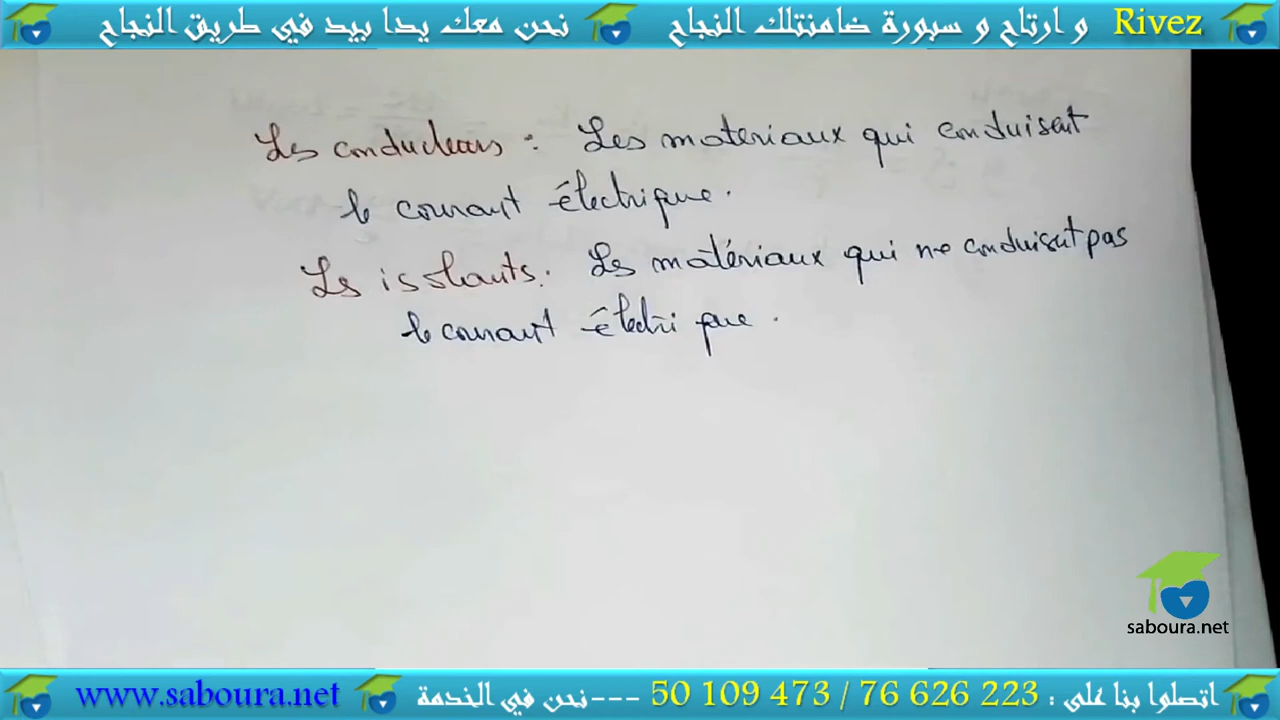 Rivez و ارتاح و سبورة ضامنتلك النجاح نحن معك يدا بيد في طريق النجاح
Les conducteurs : Les materiaux qui conduisent
le courant électrique.
Les isolants. Les matériaux qui ne conduisent pas
le courant électrique.
saboura.net
اتصلوا بنا على : 50 109 473 / 76 626 223 ---نحن في الخدمة www.saboura.net